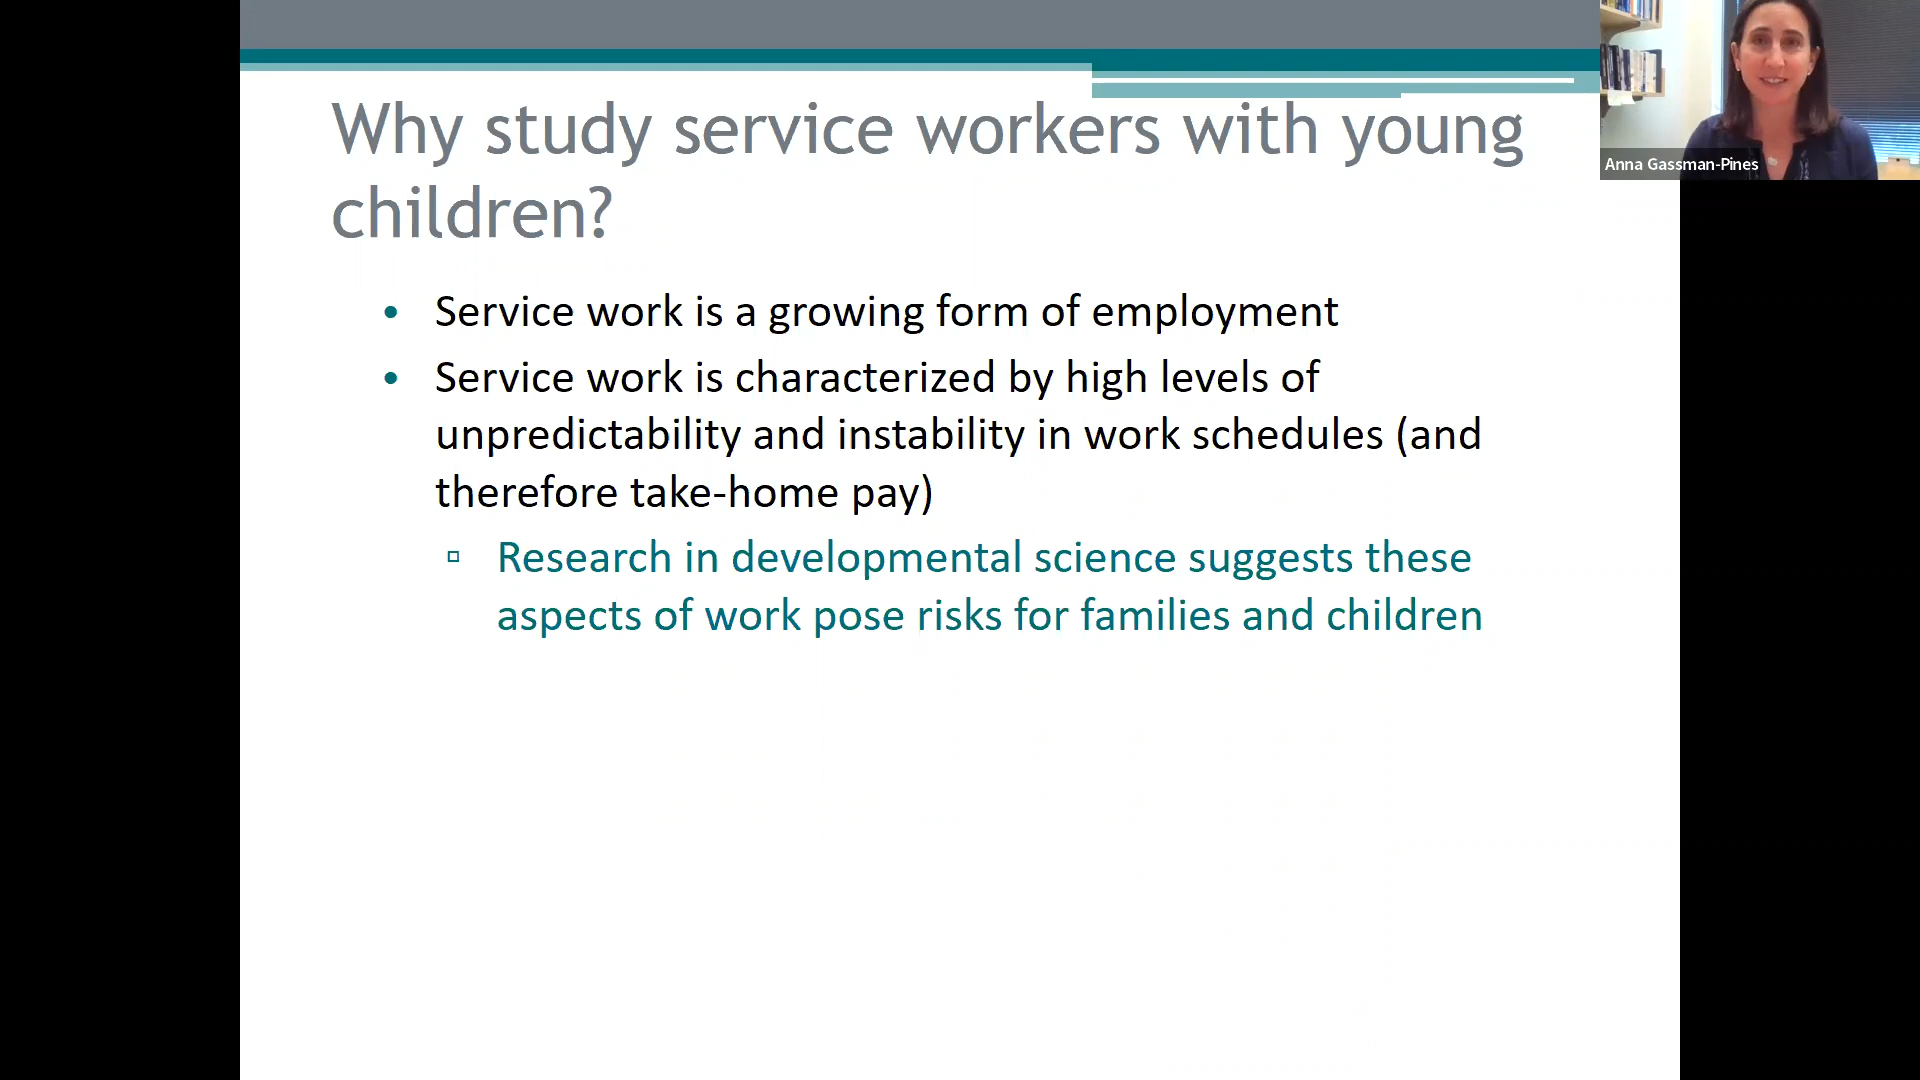 Why study service workers with young
children?
• Service work is a growing form of employment
• Service work is characterized by high levels of
unpredictability and instability in work schedules (and
therefore take-home pay)
▫ Research in developmental science suggests these
aspects of work pose risks for families and children
Anna Gassman-Pines